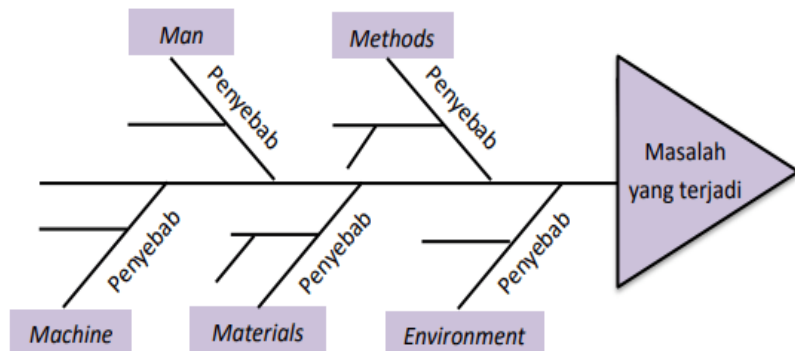 Man
Methods
Penyebab
Penyebab
Masalah
yang terjadi
Penyebab
Penyebab
Penyebab
Machine
Materials
Environment